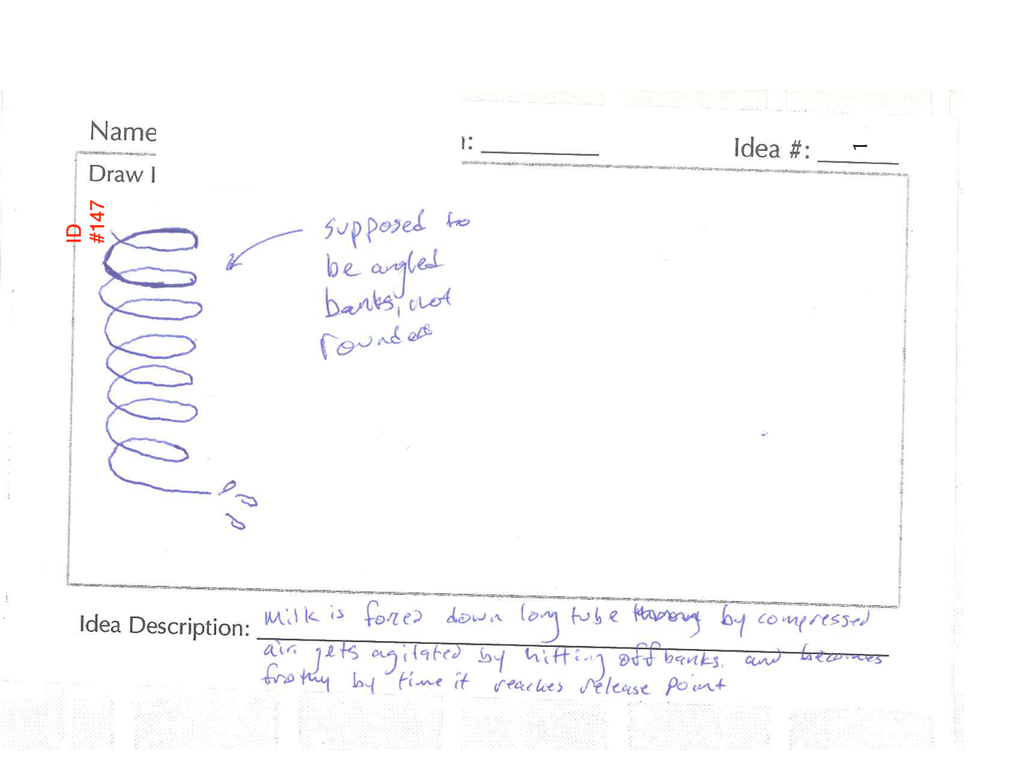 Name
ı: ________
Idea #: 1
Draw I
ID
#147
supposed to
be angled
banks, not
rounded
Idea Description: Milk is forced down long tube by compressed
air. gets agitated by hitting off banks. and becomes
frothy by time it reaches release point